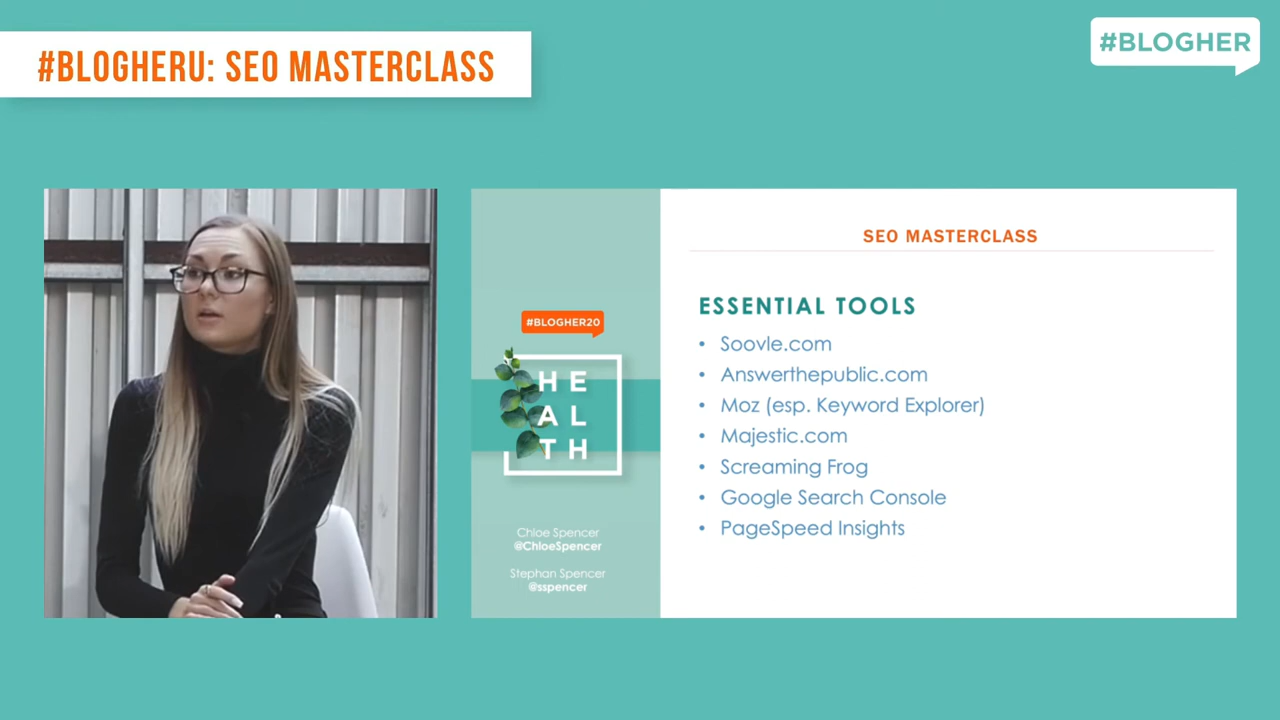 #BLOGHERU: SEO MASTERCLASS
#BLOGHER
#BLOGHER20
HE
AL
TH
Chloe Spencer
@ChloeSpencer
Stephan Spencer
@sspencer
SEO MASTERCLASS
ESSENTIAL TOOLS
• Soovle.com
• Answerthepublic.com
• Moz (esp. Keyword Explorer)
• Majestic.com
• Screaming Frog
• Google Search Console
• PageSpeed Insights